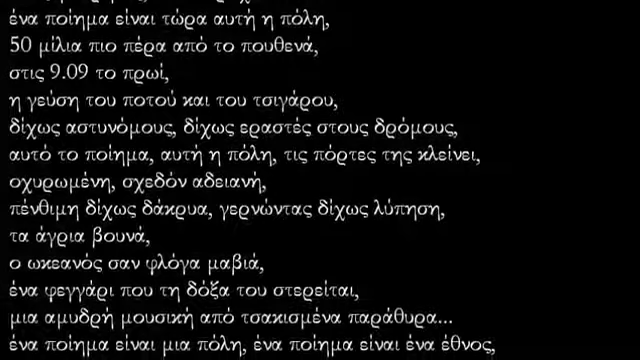 ένα ποίημα είναι τώρα αυτή η πόλη,
50 μίλια πιο πέρα από το πουθενά,
στις 9.09 το πρωί,
η γεύση του ποτού και του τσιγάρου,
δίχως αστυνόμους, δίχως εραστές στους δρόμους,
αυτό το ποίημα, αυτή η πόλη, τις πόρτες της κλείνει,
οχυρωμένη, σχεδόν αδειανή,
πένθιμη δίχως δάκρυα, γερνώντας δίχως λύπηση,
τα άγρια βουνά,
ο ωκεανός σαν φλόγα μαβιά,
ένα φεγγάρι που τη δόξα του στερείται,
μια αμυδρή μουσική από τσακισμένα παράθυρα...
ένα ποίημα είναι μια πόλη, ένα ποίημα είναι ένα έθνος,